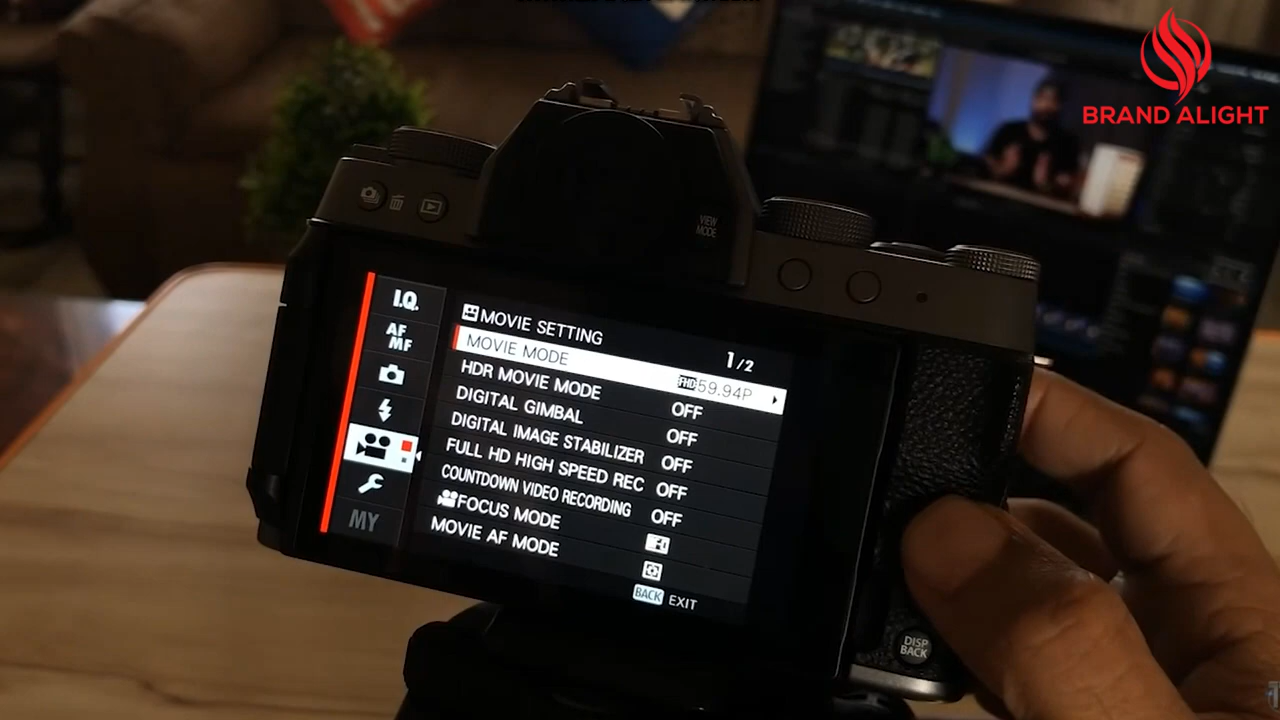 BRAND ALIGHT
VIEW
MODE
I.Q.
AF
MF
MY
MOVIE SETTING
1/2
MOVIE MODE FHD 59.94P
HDR MOVIE MODE OFF
DIGITAL GIMBAL OFF
DIGITAL IMAGE STABILIZER OFF
FULL HD HIGH SPEED REC OFF
COUNTDOWN VIDEO RECORDING OFF
FOCUS MODE
MOVIE AF MODE
BACK EXIT
DISP
BACK